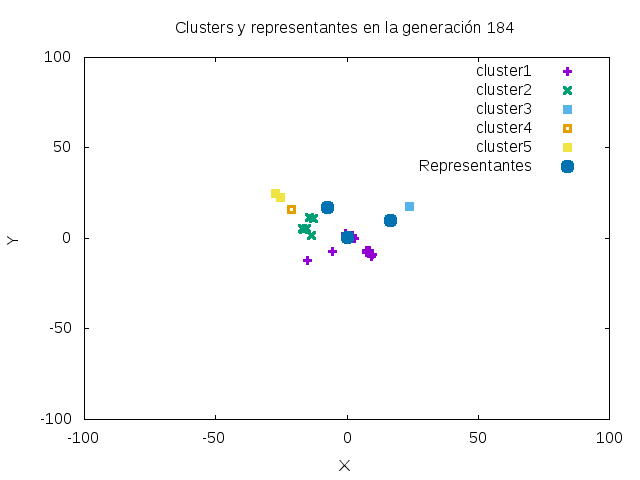 Clusters y representantes en la generación 184
100
50
0
-50
-100
-100
-50
0
50
100
Y
X
cluster1
cluster2
cluster3
cluster4
cluster5
Representantes